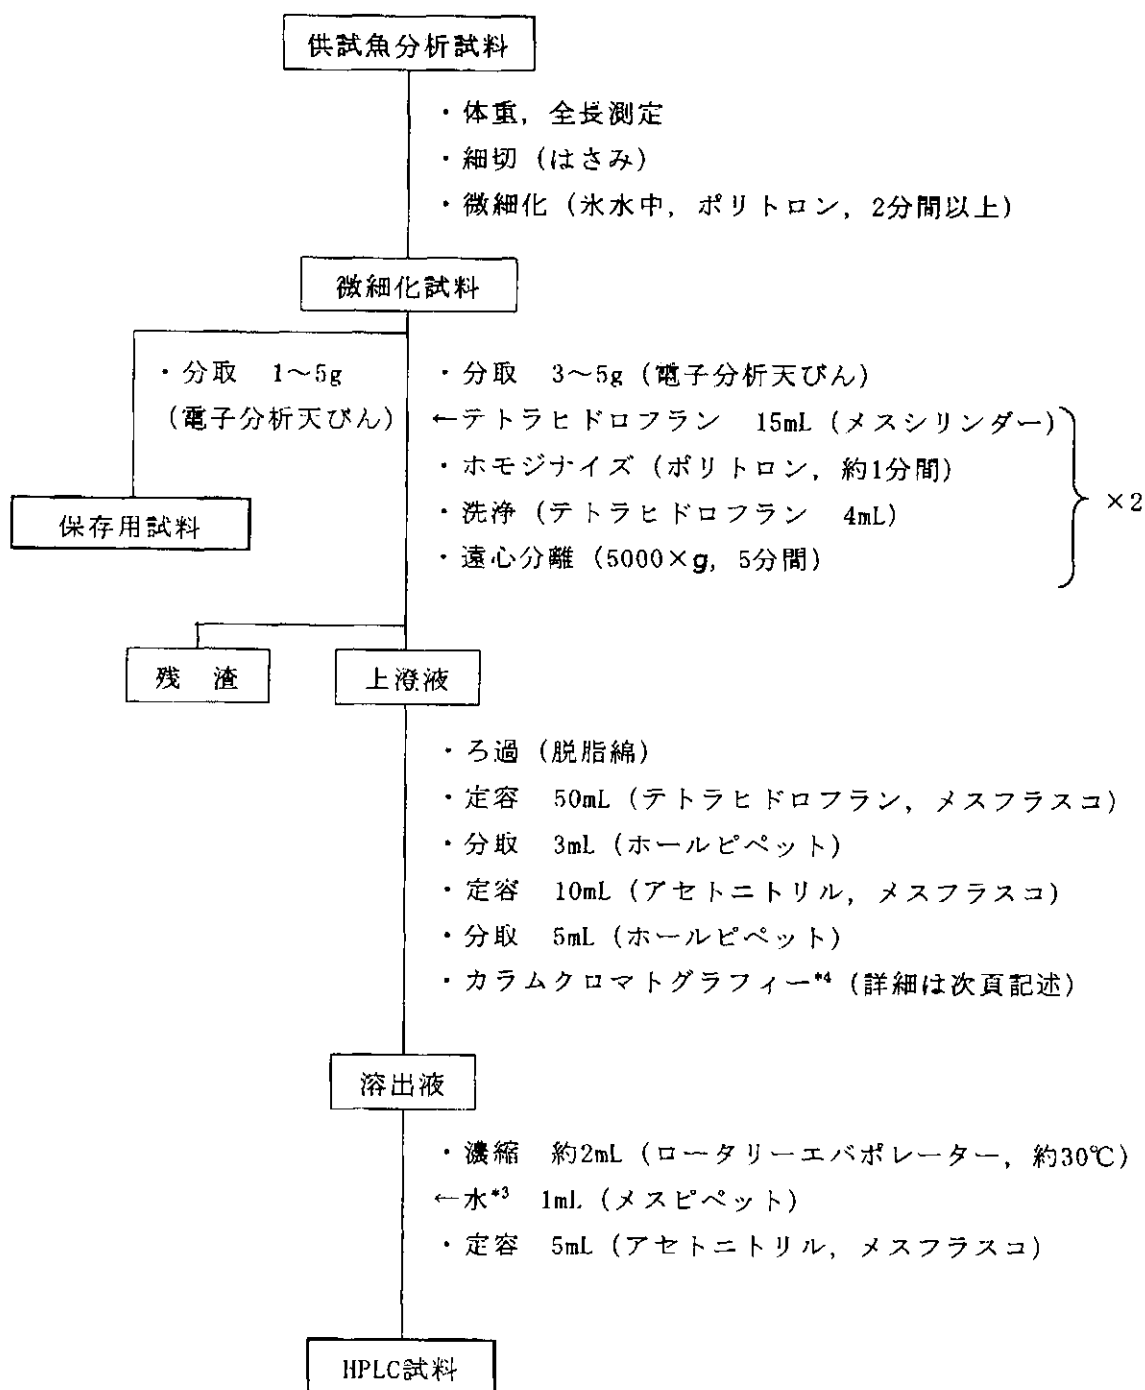 供試魚分析試料
・体重, 全長測定
・細切 (はさみ)
・微細化 (氷水中, ポリトロン, 2分間以上)
微細化試料
・分取 1～5g
(電子分析天びん)
保存用試料
・分取 3～5g (電子分析天びん)
←テトラヒドロフラン 15mL (メスシリンダー)
・ホモジナイズ (ポリトロン, 約1分間)
・洗浄 (テトラヒドロフラン 4mL)
・遠心分離 (5000×g, 5分間)
×2
残 渣
上澄液
・ろ過 (脱脂綿)
・定容 50mL (テトラヒドロフラン, メスフラスコ)
・分取 3mL (ホールピペット)
・定容 10mL (アセトニトリル, メスフラスコ)
・分取 5mL (ホールピペット)
・カラムクロマトグラフィー*4 (詳細は次頁記述)
溶出液
・濃縮 約2mL (ロータリーエバポレーター, 約30℃)
←水*3 1mL (メスピペット)
・定容 5mL (アセトニトリル, メスフラスコ)
HPLC試料